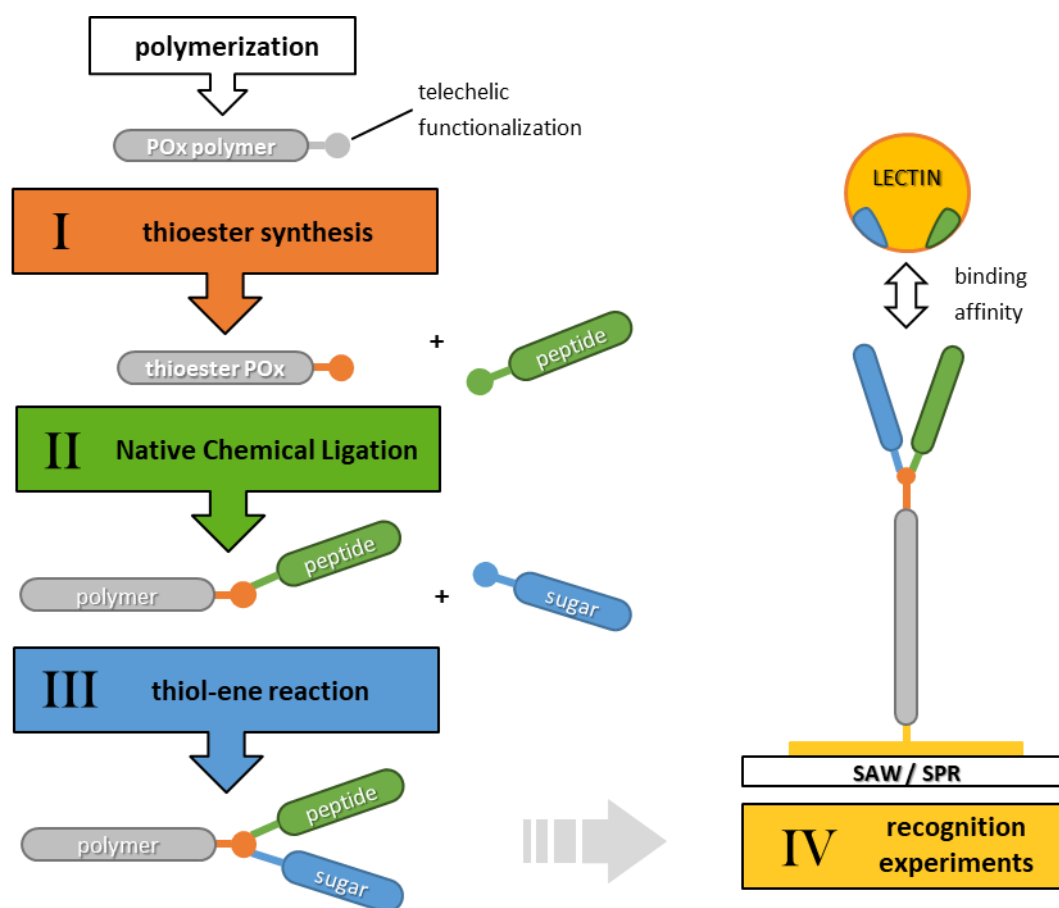 polymerization
telechelic
functionalization
POx polymer
I thioester synthesis
thioester POx
+
peptide
II Native Chemical Ligation
polymer
peptide
+
sugar
III thiol-ene reaction
polymer
peptide
sugar
LECTIN
binding
affinity
SAW / SPR
IV recognition
experiments